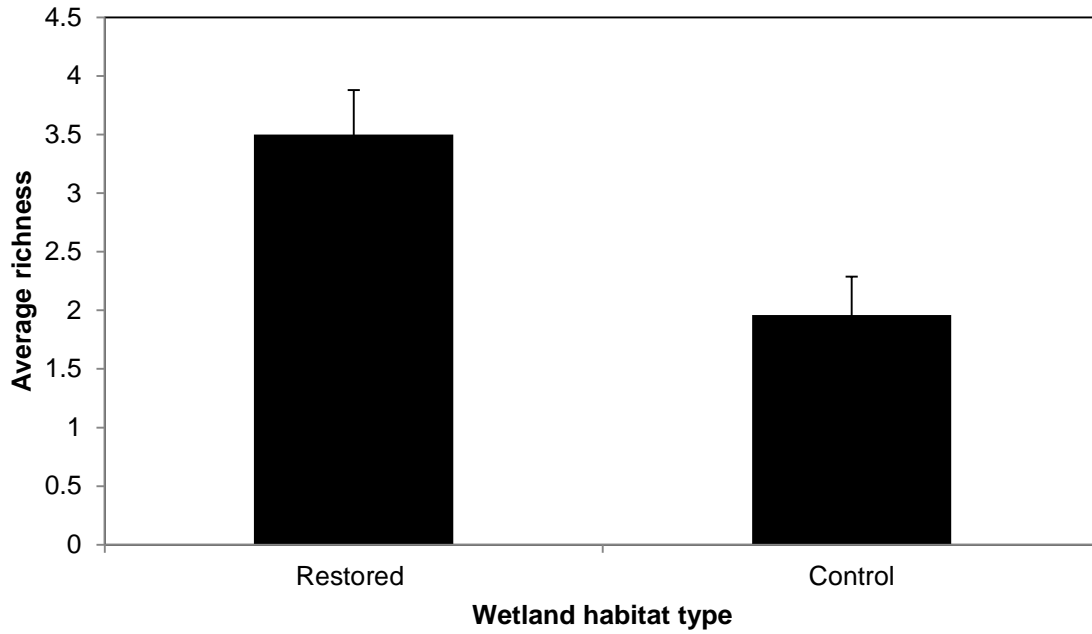 4.5
4
3.5
3
2.5
2
1.5
1
0.5
0
Average richness
Restored
Control
Wetland habitat type